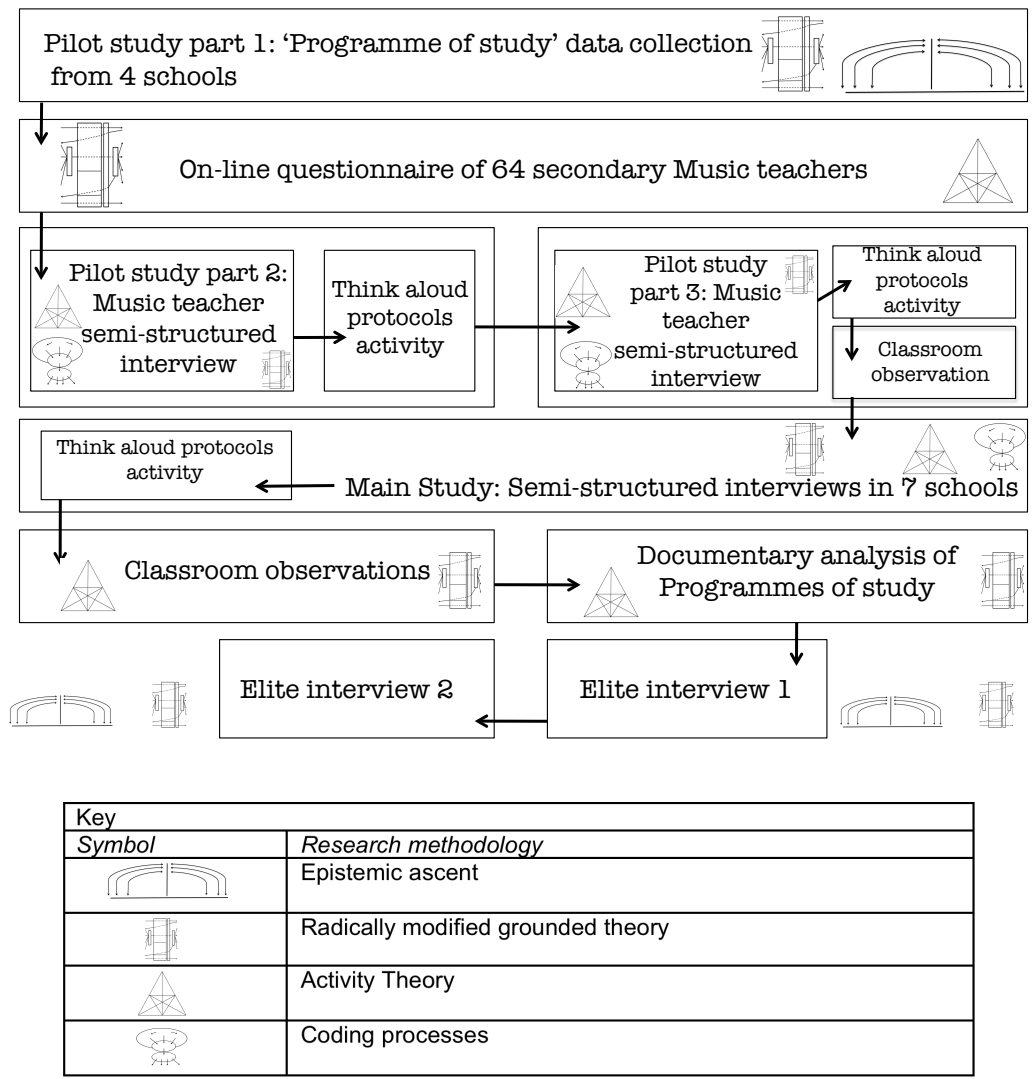 Pilot study part 1: ‘Programme of study’ data collection
from 4 schools
On-line questionnaire of 64 secondary Music teachers
Pilot study part 2:
Music teacher
semi-structured
interview
Think aloud
protocols
activity
Pilot study
part 3: Music
teacher
semi-structured
interview
Think aloud
protocols
activity
Classroom
observation
Think aloud protocols
activity
Main Study: Semi-structured interviews in 7 schools
Classroom observations
Documentary analysis of
Programmes of study
Elite interview 2
Elite interview 1
Key
Symbol
Research methodology
Epistemic ascent
Radically modified grounded theory
Activity Theory
Coding processes